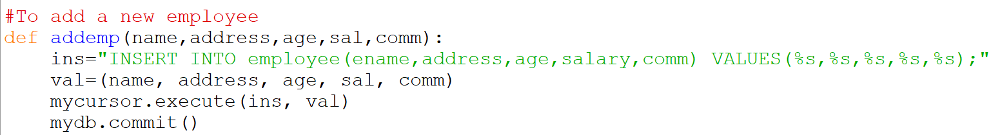 #To add a new employee
def addemp(name,address,age,sal,comm):
    ins="INSERT INTO employee(ename,address,age,salary,comm) VALUES(%s,%s,%s,%s,%s);"
    val=(name, address, age, sal, comm)
    mycursor.execute(ins, val)
    mydb.commit()